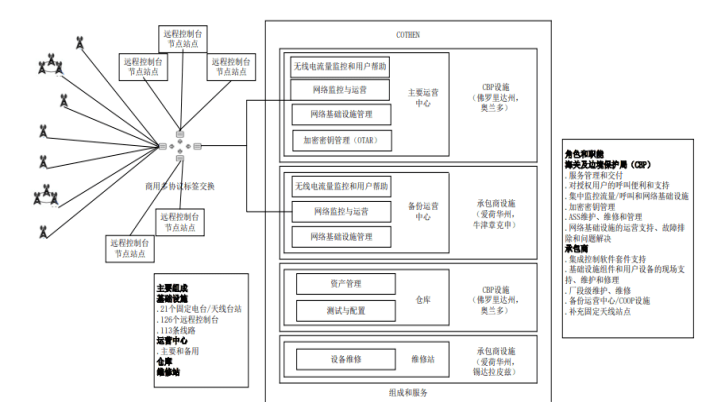 远程控制台
节点站点
远程控制台
节点站点
远程控制台
节点站点
商用多协议标签交换
远程控制台
节点站点
远程控制台
节点站点
主要组成
基础设施
.21个固定电台/天线台站
.126个远程控制台
.113条线路
运营中心
.主要和备用
仓库
维修站
COTHEN
无线电流量监控和用户帮助
网络监控与运营
网络基础设施管理
加密密钥管理（OTAR）
主要运营
中心
CBP设施
（佛罗里达州，
奥兰多）
无线电流量监控和用户帮助
网络监控与运营
网络基础设施管理
备份运营
中心
承包商设施
（爱荷华州，
牛津章克申）
资产管理
测试与配置
仓库
CBP设施
（佛罗里达州，
奥兰多）
设备维修
维修站
承包商设施
（爱荷华州，
锡达拉皮兹）
组成和服务
角色和职能
海关及边境保护局（CBP）
.服务管理和交付
.对授权用户的呼叫便利和支持
.集中监控流量/呼叫和网络基础设施
.加密密钥管理
.ASS维护、维修和管理
.网络基础设施的运营支持、故障排
除和问题解决
承包商
.集成控制软件套件支持
.基础设施组件和用户设备的现场支
持、维护和修理
.厂段级维护、维修
.备份运营中心/COOP设施
.补充固定天线站点